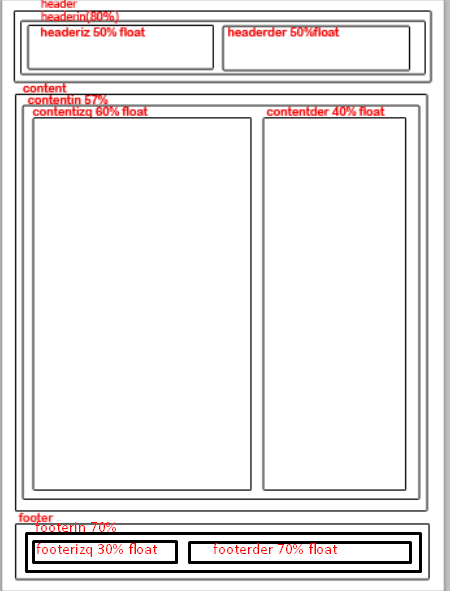 header
headerin(80%)
headeriz 50% float
headerder 50%float
content
contentin 57%
contentizq 60% float
contentder 40% float
footer
footerin 70%
footerizq 30% float
footerder 70% float